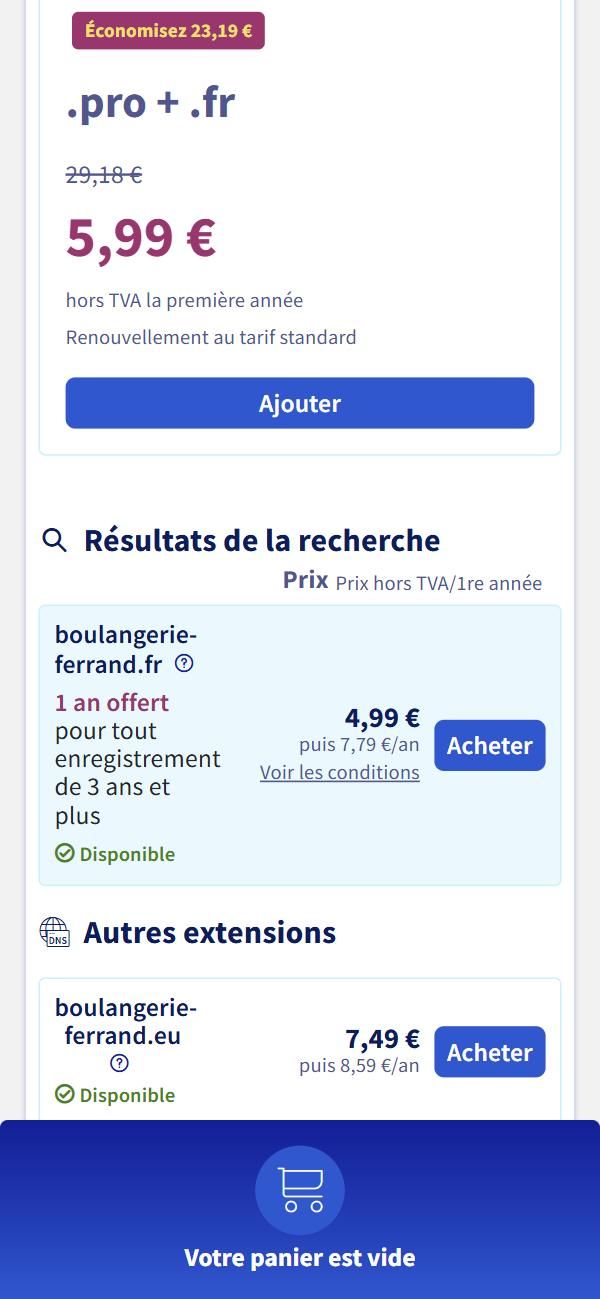 Économisez 23,19 €
.pro + .fr
29,18 €
5,99 €
hors TVA la première année
Renouvellement au tarif standard
Ajouter
Résultats de la recherche
Prix Prix hors TVA/1re année
boulangerie-
ferrand.fr ?
1 an offert
pour tout
enregistrement
de 3 ans et
plus
Disponible
4,99 €
puis 7,79 €/an
Voir les conditions
Acheter
DNS
Autres extensions
boulangerie-
ferrand.eu
?
Disponible
7,49 €
puis 8,59 €/an
Acheter
Votre panier est vide